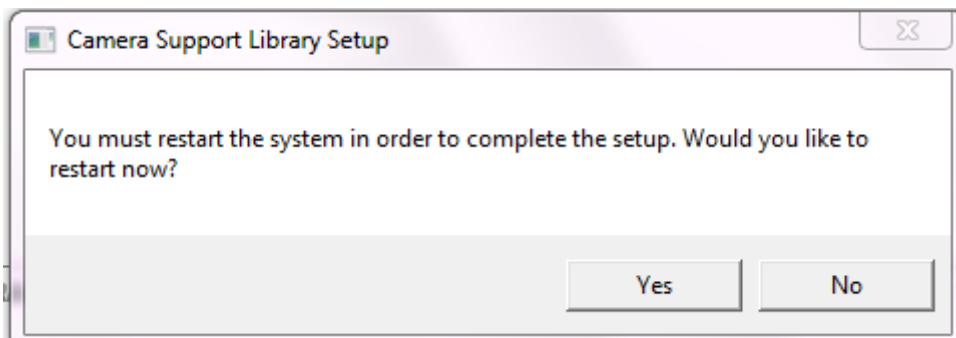 Camera Support Library Setup
You must restart the system in order to complete the setup. Would you like to
restart now?
Yes
No